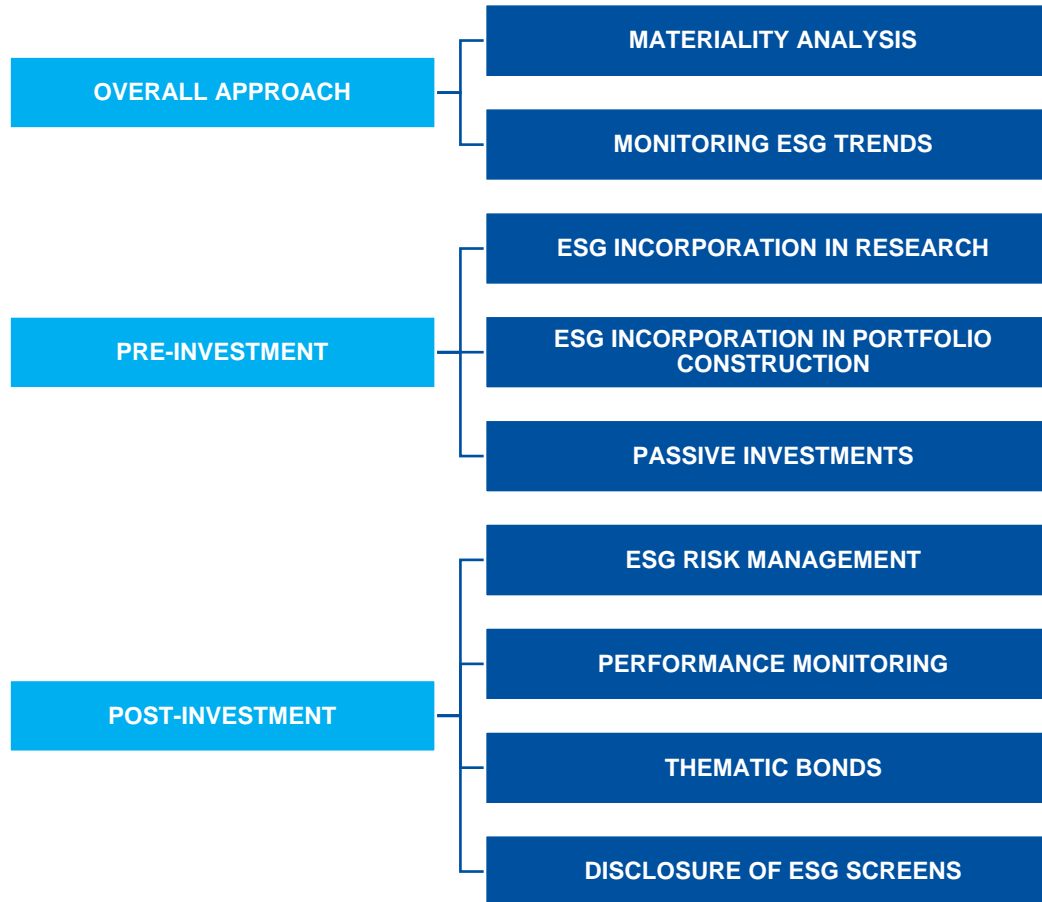 OVERALL APPROACH
MATERIALITY ANALYSIS
MONITORING ESG TRENDS
PRE-INVESTMENT
ESG INCORPORATION IN RESEARCH
ESG INCORPORATION IN PORTFOLIO
CONSTRUCTION
PASSIVE INVESTMENTS
POST-INVESTMENT
ESG RISK MANAGEMENT
PERFORMANCE MONITORING
THEMATIC BONDS
DISCLOSURE OF ESG SCREENS